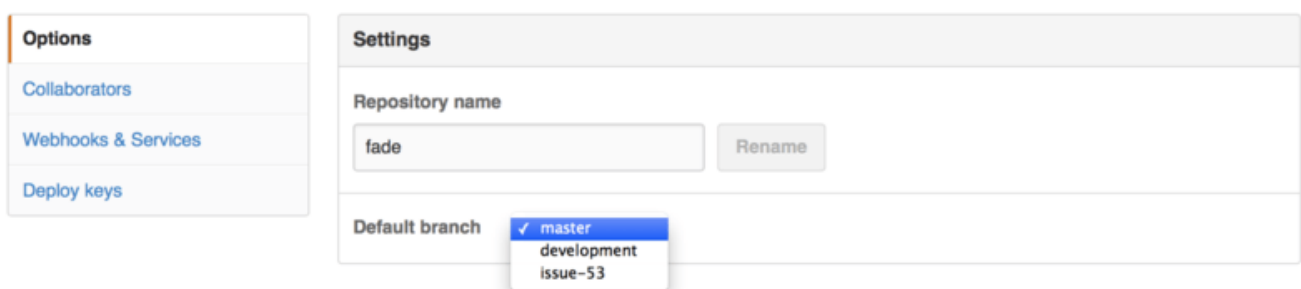 Options
Collaborators
Webhooks & Services
Deploy keys
Settings
Repository name
fade
Rename
Default branch
✓ master
development
issue-53